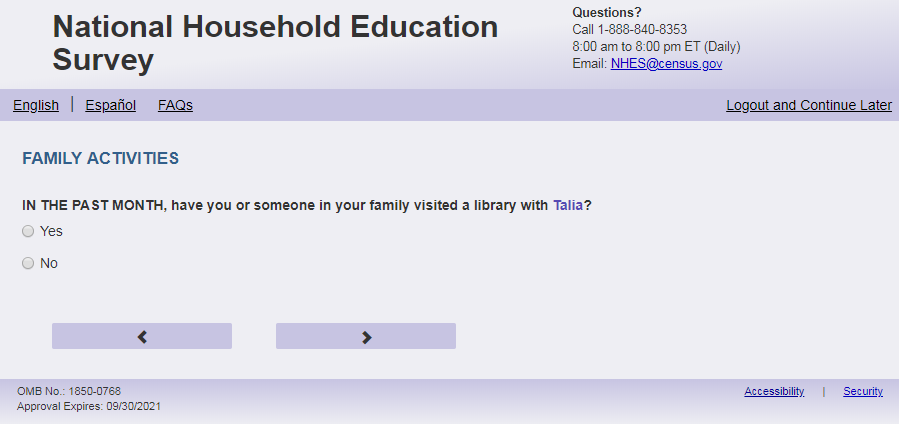 National Household Education
Survey
Questions?
Call 1-888-840-8353
8:00 am to 8:00 pm ET (Daily)
Email: NHES@census.gov
English | Español FAQs Logout and Continue Later
FAMILY ACTIVITIES
IN THE PAST MONTH, have you or someone in your family visited a library with Talia?
Yes
No
OMB No.: 1850-0768
Approval Expires: 09/30/2021
Accessibility | Security